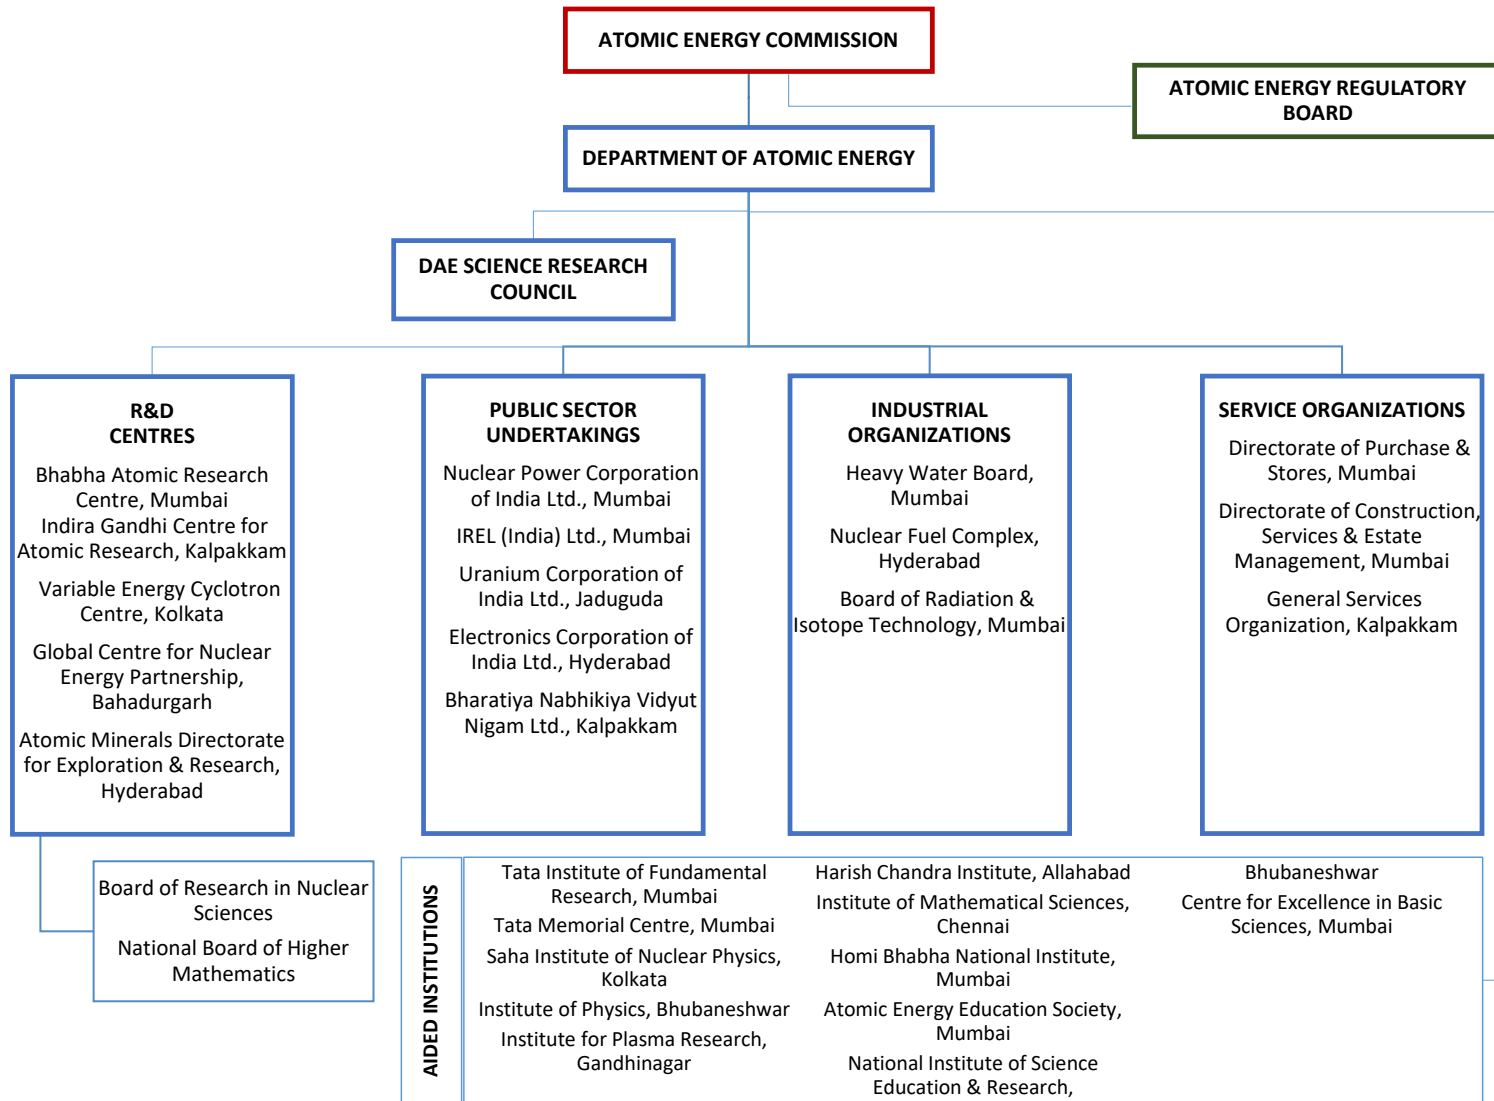 ATOMIC ENERGY COMMISSION
ATOMIC ENERGY REGULATORY
BOARD
DEPARTMENT OF ATOMIC ENERGY
DAE SCIENCE RESEARCH
COUNCIL
R&D
CENTRES
Bhabha Atomic Research
Centre, Mumbai
Indira Gandhi Centre for
Atomic Research, Kalpakkam
Variable Energy Cyclotron
Centre, Kolkata
Global Centre for Nuclear
Energy Partnership,
Bahadurgarh
Atomic Minerals Directorate
for Exploration & Research,
Hyderabad
PUBLIC SECTOR
UNDERTAKINGS
Nuclear Power Corporation
of India Ltd., Mumbai
IREL (India) Ltd., Mumbai
Uranium Corporation of
India Ltd., Jaduguda
Electronics Corporation of
India Ltd., Hyderabad
Bharatiya Nabhikiya Vidyut
Nigam Ltd., Kalpakkam
INDUSTRIAL
ORGANIZATIONS
Heavy Water Board,
Mumbai
Nuclear Fuel Complex,
Hyderabad
Board of Radiation &
Isotope Technology, Mumbai
SERVICE ORGANIZATIONS
Directorate of Purchase &
Stores, Mumbai
Directorate of Construction,
Services & Estate
Management, Mumbai
General Services
Organization, Kalpakkam
Board of Research in Nuclear
Sciences
National Board of Higher
Mathematics
AIDED INSTITUTIONS
Tata Institute of Fundamental
Research, Mumbai
Tata Memorial Centre, Mumbai
Saha Institute of Nuclear Physics,
Kolkata
Institute of Physics, Bhubaneshwar
Institute for Plasma Research,
Gandhinagar
Harish Chandra Institute, Allahabad
Institute of Mathematical Sciences,
Chennai
Homi Bhabha National Institute,
Mumbai
Atomic Energy Education Society,
Mumbai
National Institute of Science
Education & Research,
Bhubaneshwar
Centre for Excellence in Basic
Sciences, Mumbai